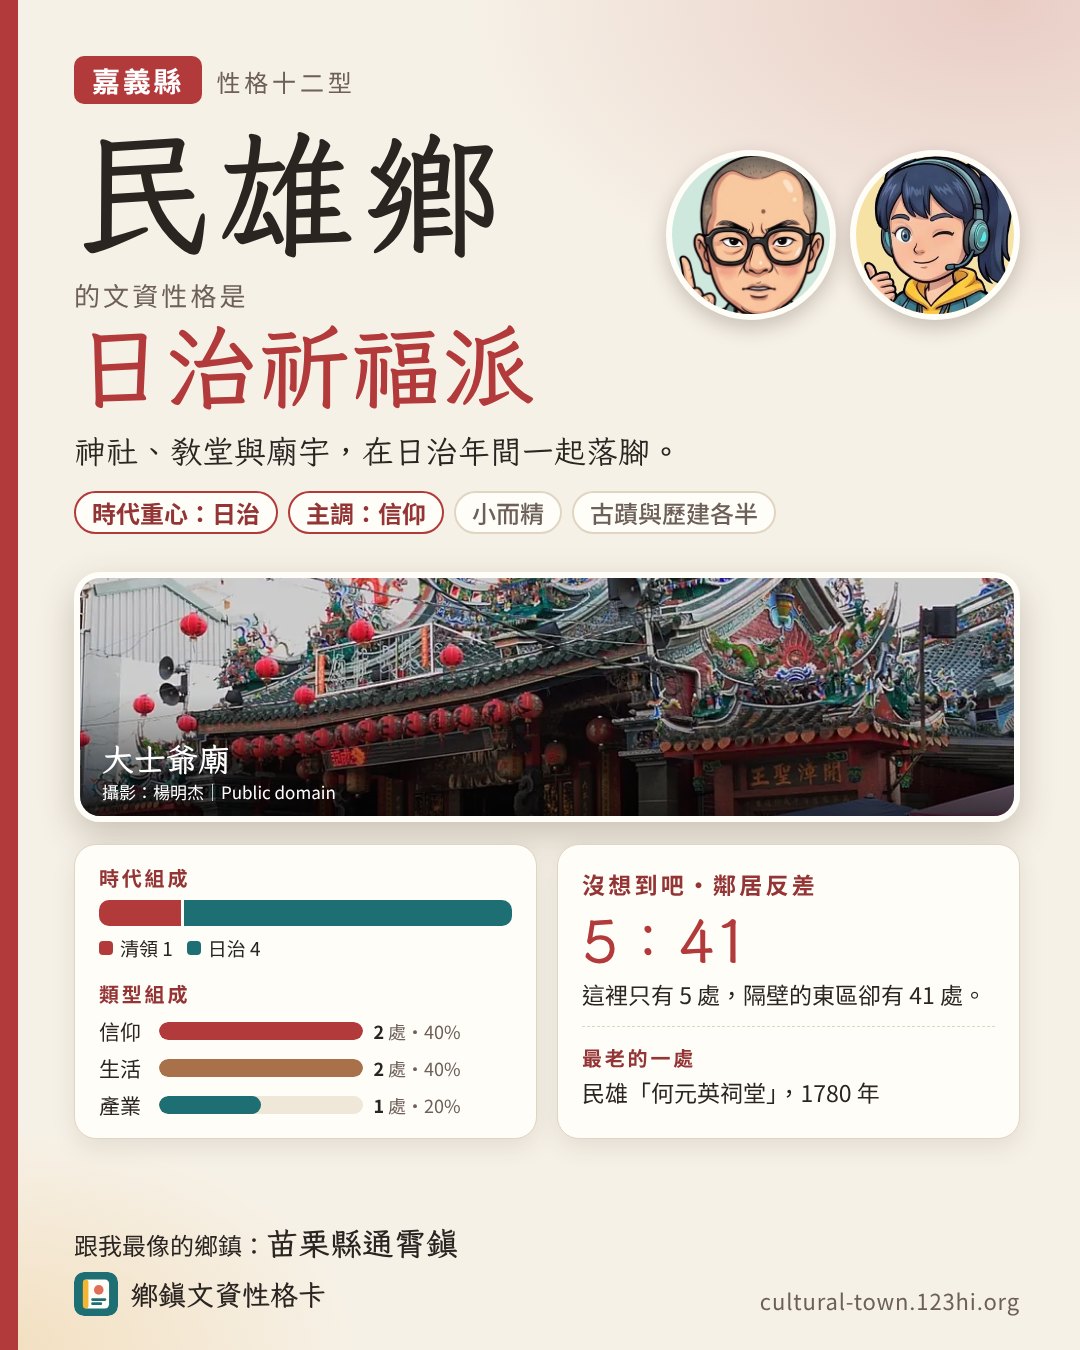 嘉義縣 性格十二型
民雄鄉
的文資性格是
日治祈福派
神社、教堂與廟宇，在日治年間一起落腳。
時代重心：日治 主調：信仰 小而精 古蹟與歷建各半
開漳聖王
大士爺廟
攝影：楊明杰｜Public domain
時代組成
清領 1 日治 4
類型組成
信仰 2 處・40%
生活 2 處・40%
產業 1 處・20%
沒想到吧・鄰居反差
5：41
這裡只有 5 處，隔壁的東區卻有 41 處。
最老的一處
民雄「何元英祠堂」，1780 年
跟我最像的鄉鎮：苗栗縣通霄鎮
鄉鎮文資性格卡
cultural-town.123hi.org